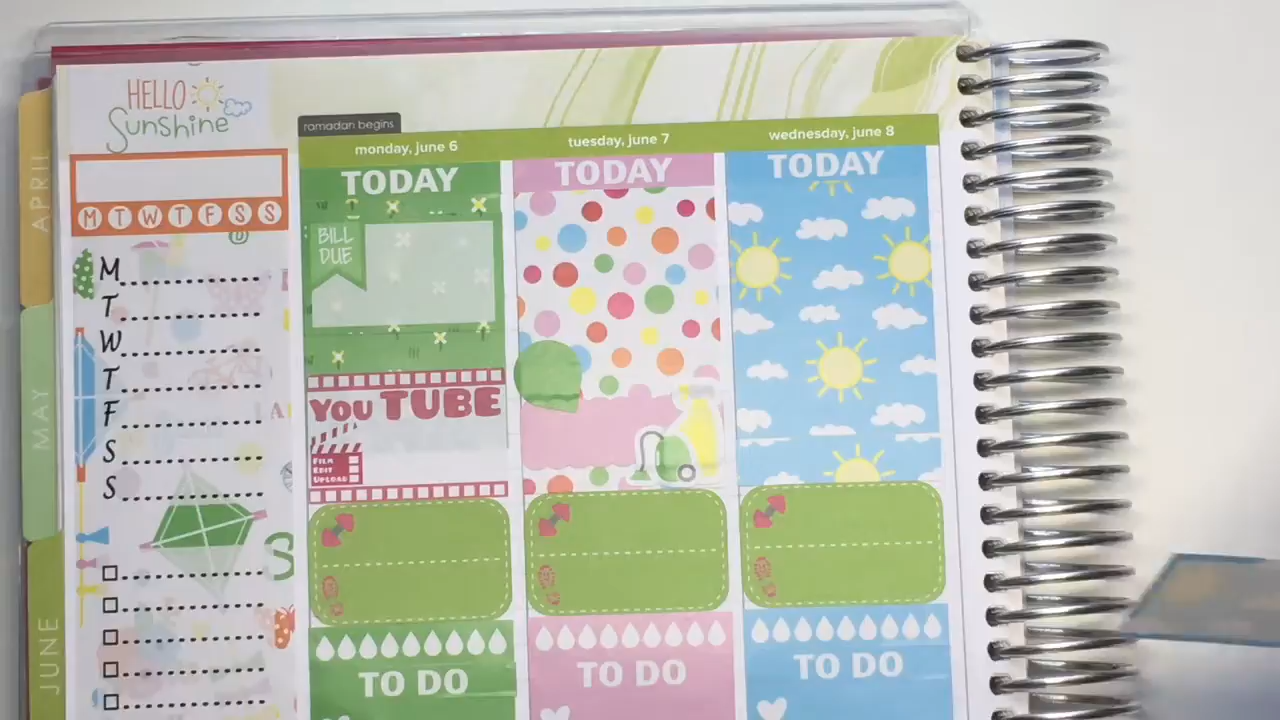 HELLO
Sunshine
M T W T F S S
M
T
W
T
F
S
S
APRIL
MAY
JUNE
ramadan begins
monday, june 6
TODAY
BILL
DUE
YOU TUBE
FILM
EDIT
UPLOAD
TO DO
tuesday, june 7
TODAY
TO DO
wednesday, june 8
TODAY
TO DO